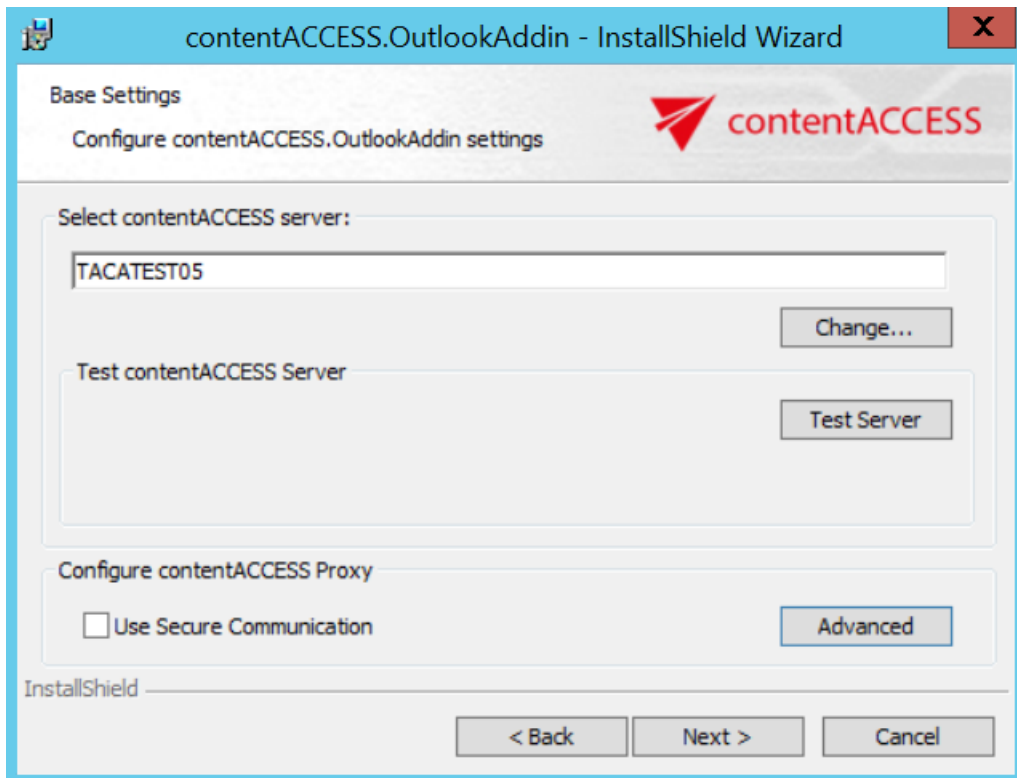 contentACCESS.OutlookAddin - InstallShield Wizard
X
Base Settings
Configure contentACCESS.OutlookAddin settings
contentACCESS
Select contentACCESS server:
TACATEST05
Change...
Test contentACCESS Server
Test Server
Configure contentACCESS Proxy
Use Secure Communication
Advanced
InstallShield
< Back
Next >
Cancel